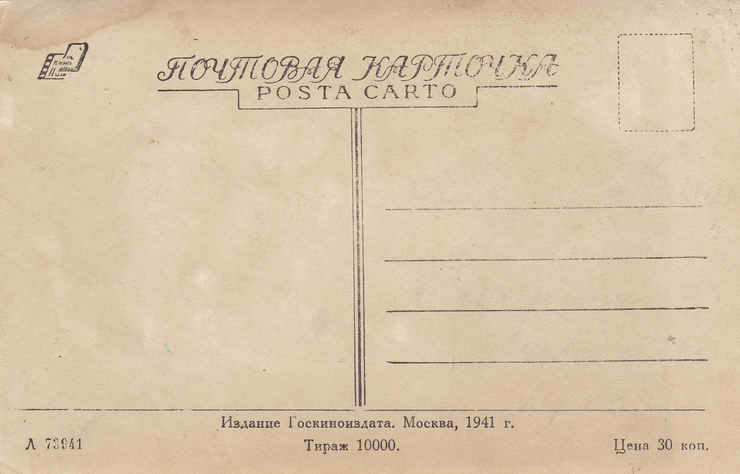 ПОЧТОВАЯ КАРТОЧКА
POSTA CARTO
Издание Госкиноиздата. Москва, 1941 г.
Л 73941
Тираж 10000.
Цена 30 коп.